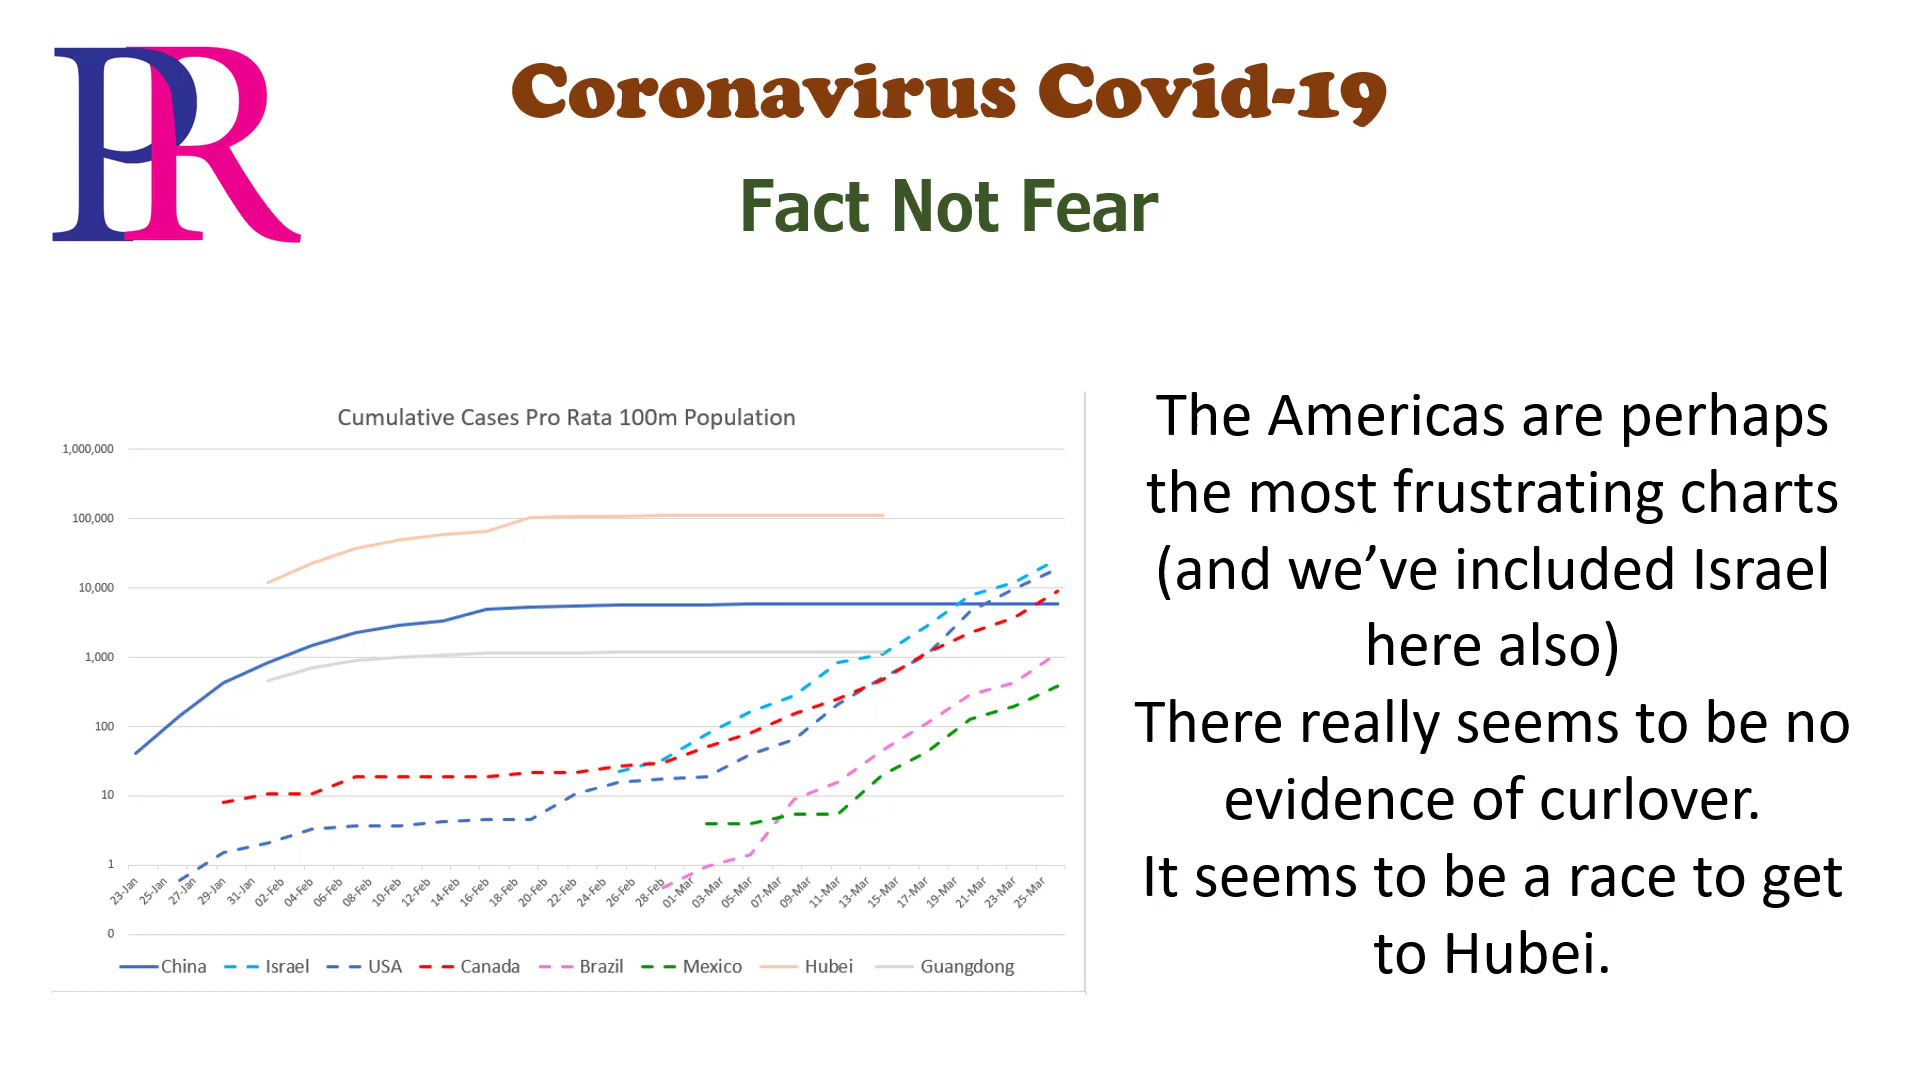 PR
Coronavirus Covid-19
Fact Not Fear
Cumulative Cases Pro Rata 100m Population
1,000,000
100,000
10,000
1,000
100
10
1
0
23-Jan
25-Jan
27-Jan
29-Jan
31-Jan
02-Feb
04-Feb
06-Feb
08-Feb
10-Feb
12-Feb
14-Feb
16-Feb
18-Feb
20-Feb
22-Feb
24-Feb
26-Feb
28-Feb
01-Mar
03-Mar
05-Mar
07-Mar
09-Mar
11-Mar
13-Mar
15-Mar
17-Mar
19-Mar
21-Mar
23-Mar
25-Mar
China Israel USA Canada Brazil Mexico Hubei Guangdong
The Americas are perhaps
the most frustrating charts
(and we’ve included Israel
here also)
There really seems to be no
evidence of curlover.
It seems to be a race to get
to Hubei.